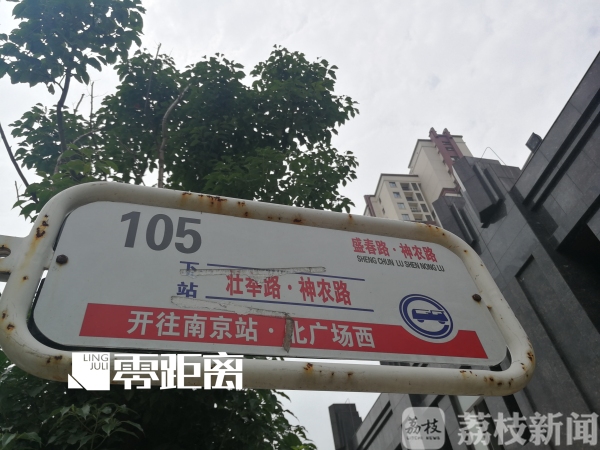 105
盛春路·神农路
SHENG CHUN LU SHEN NONG LU
下站
壮车路·神农路
开往南京站·北广场西
LING JULI
零距离
荔枝
荔枝新闻